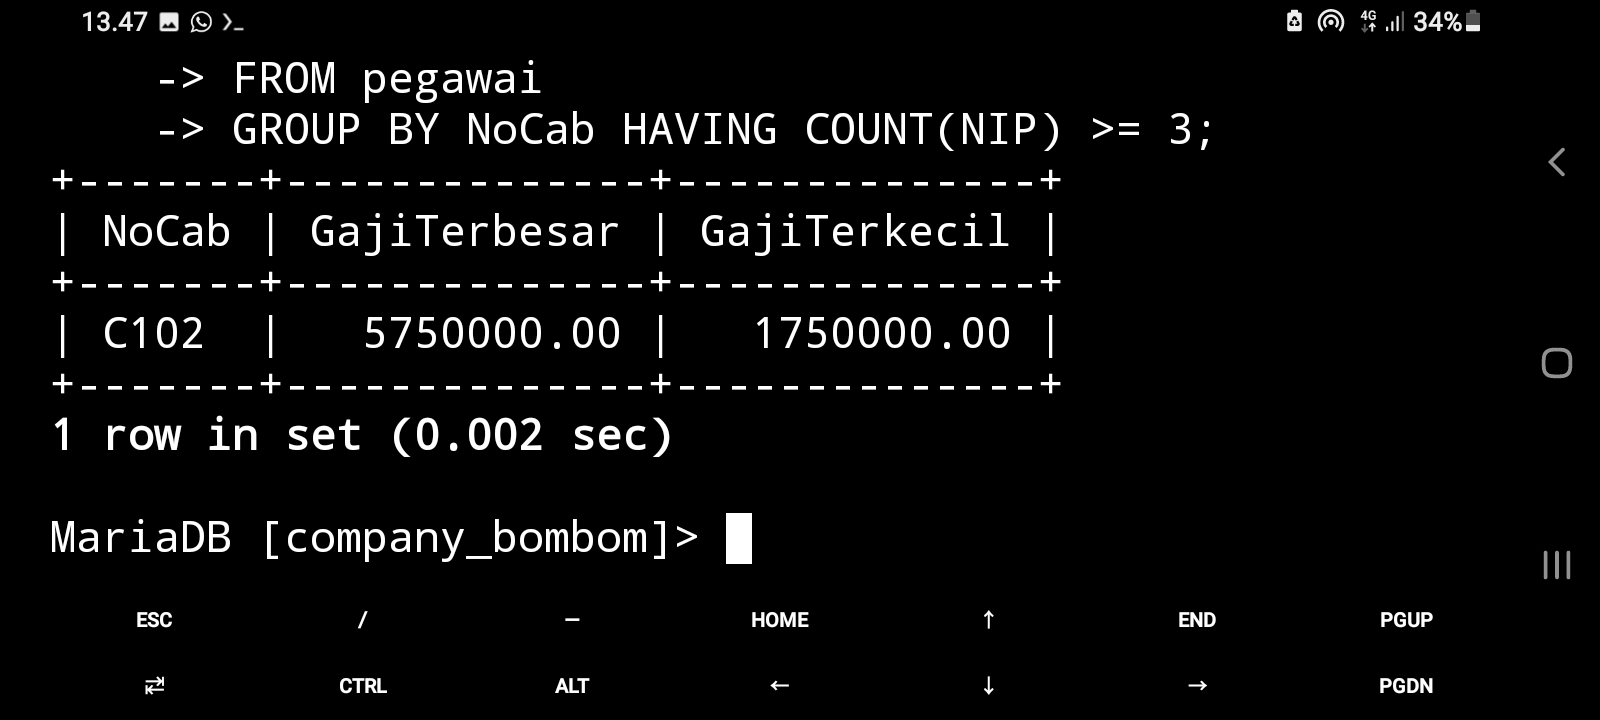 13.47 4G 34%
-> FROM pegawai
-> GROUP BY NoCab HAVING COUNT(NIP) >= 3;
+-------+--------------+--------------+
| NoCab | GajiTerbesar | GajiTerkecil |
+-------+--------------+--------------+
| C102  |   5750000.00 |   1750000.00 |
+-------+--------------+--------------+
1 row in set (0.002 sec)
MariaDB [company_bombom]>
ESC / – HOME ↑ END PGUP
⇄ CTRL ALT ← ↓ → PGDN